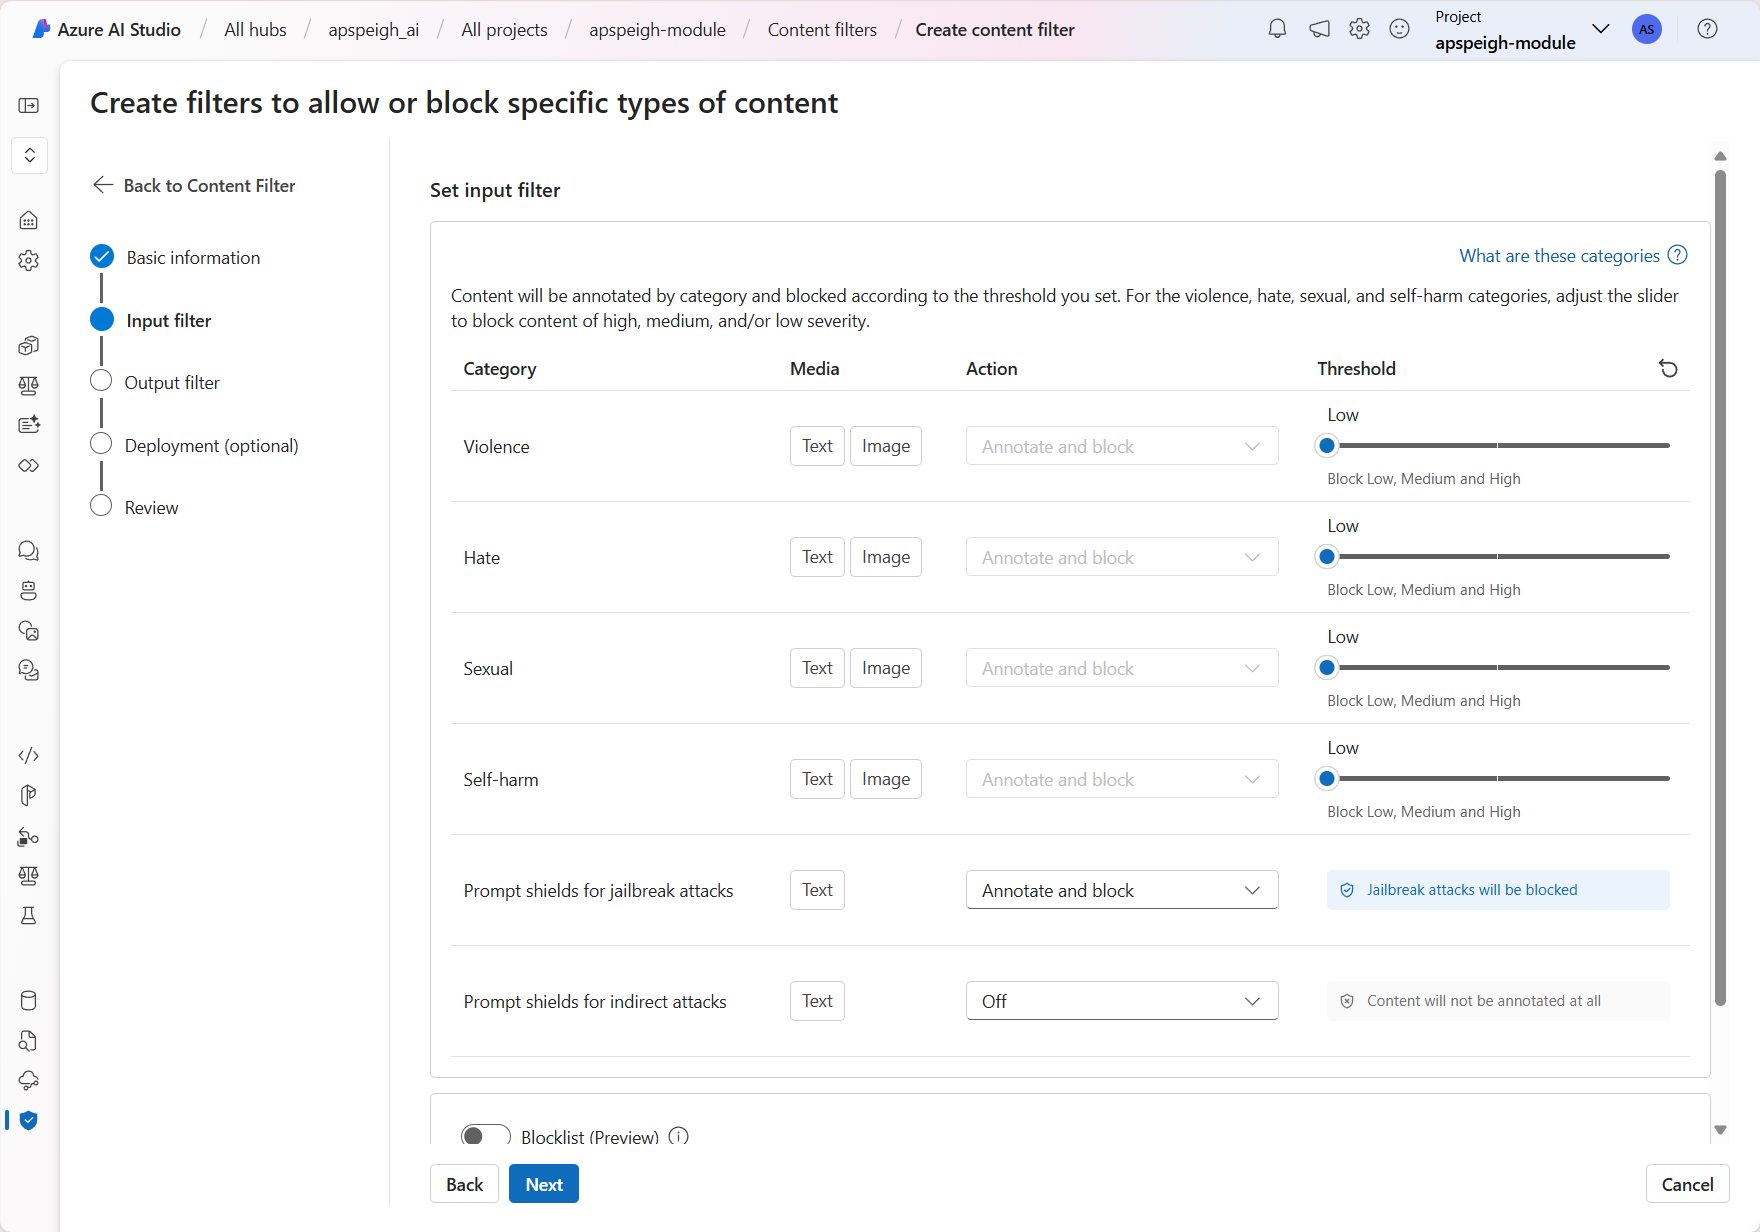 Azure AI Studio / All hubs / apspeigh_ai / All projects / apspeigh-module / Content filters / Create content filter
Project
apspeigh-module
AS
Create filters to allow or block specific types of content
Back to Content Filter
Basic information
Input filter
Output filter
Deployment (optional)
Review
Set input filter
What are these categories
Content will be annotated by category and blocked according to the threshold you set. For the violence, hate, sexual, and self-harm categories, adjust the slider
to block content of high, medium, and/or low severity.
Category Media Action Threshold
Low
Violence Text Image Annotate and block
Block Low, Medium and High
Low
Hate Text Image Annotate and block
Block Low, Medium and High
Low
Sexual Text Image Annotate and block
Block Low, Medium and High
Low
Self-harm Text Image Annotate and block
Block Low, Medium and High
Prompt shields for jailbreak attacks Text Annotate and block Jailbreak attacks will be blocked
Prompt shields for indirect attacks Text Off Content will not be annotated at all
Blocklist (Preview)
Back Next Cancel